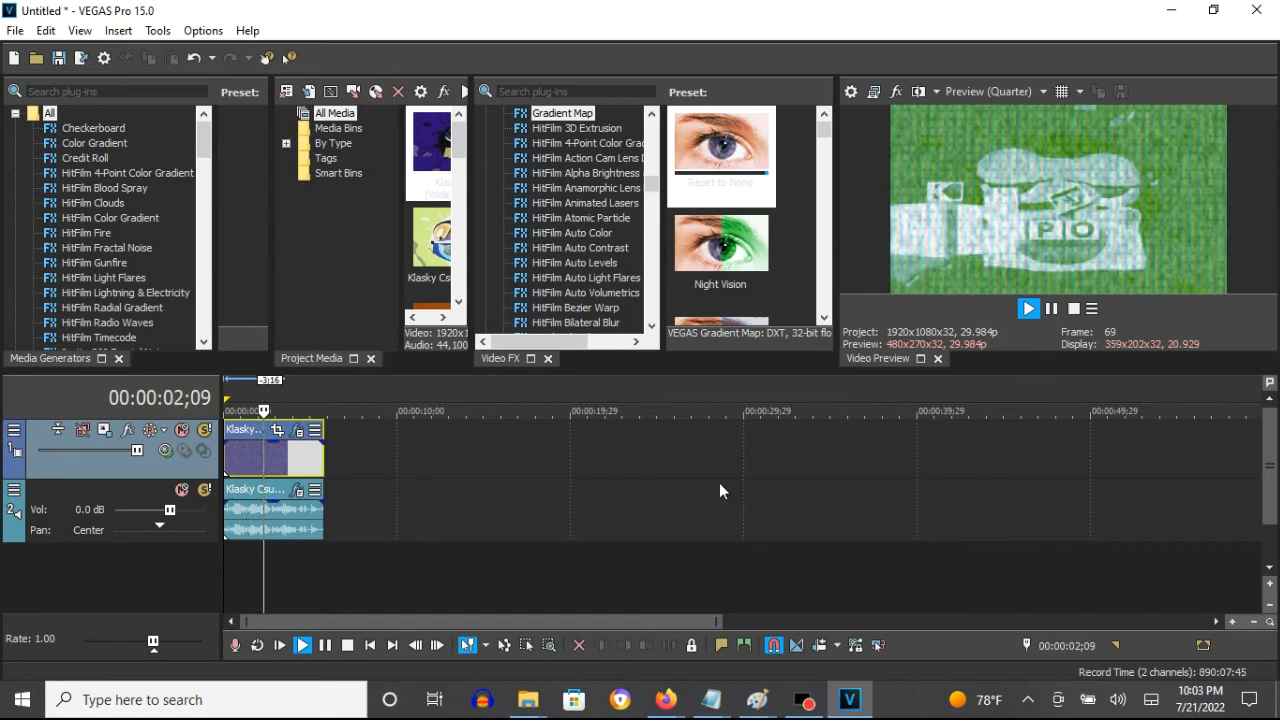 Untitled * - VEGAS Pro 15.0
File Edit View Insert Tools Options Help
Search plug-ins
Preset:
All
Checkerboard
Color Gradient
Credit Roll
HitFilm 4-Point Color Gradient
HitFilm Blood Spray
HitFilm Clouds
HitFilm Color Gradient
HitFilm Fire
HitFilm Fractal Noise
HitFilm Gunfire
HitFilm Light Flares
HitFilm Lightning & Electricity
HitFilm Radial Gradient
HitFilm Radio Waves
HitFilm Timecode
Media Generators
All Media
Media Bins
By Type
Tags
Smart Bins
(Wide
Klasky Cs
Video: 1920x1
Audio: 44,100
Project Media
Search plug-ins
Preset:
Gradient Map
HitFilm 3D Extrusion
HitFilm 4-Point Color Grad
HitFilm Action Cam Lens D
HitFilm Alpha Brightness
HitFilm Anamorphic Lens
HitFilm Animated Lasers
HitFilm Atomic Particle
HitFilm Auto Color
HitFilm Auto Contrast
HitFilm Auto Levels
HitFilm Auto Light Flares
HitFilm Auto Volumetrics
HitFilm Bezier Warp
HitFilm Bilateral Blur
Reset to None
Night Vision
VEGAS Gradient Map: DXT, 32-bit flo
Video FX
Preview (Quarter)
P O
Project: 1920x1080x32, 29.984p
Preview: 480x270x32, 29.984p
Frame: 69
Display: 359x202x32, 20.929
Video Preview
00:00:02;09
-3:16
00:00:00
00:00:10;00
00:00:19;29
00:00:29;29
00:00:39;29
00:00:49;29
1
Klasky...
2
Vol: 0.0 dB
Pan: Center
Klasky Csu...
Rate: 1.00
00:00:02;09
Record Time (2 channels): 890:07:45
Type here to search
78°F
10:03 PM
7/21/2022